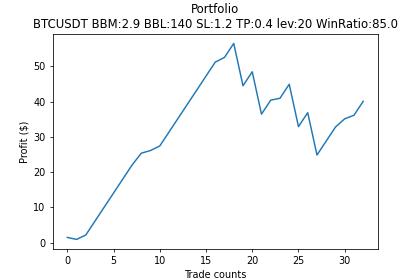 Portfolio
BTCUSDT BBM:2.9 BBL:140 SL:1.2 TP:0.4 lev:20 WinRatio:85.0
Profit ($)
50
40
30
20
10
0
0 5 10 15 20 25 30
Trade counts